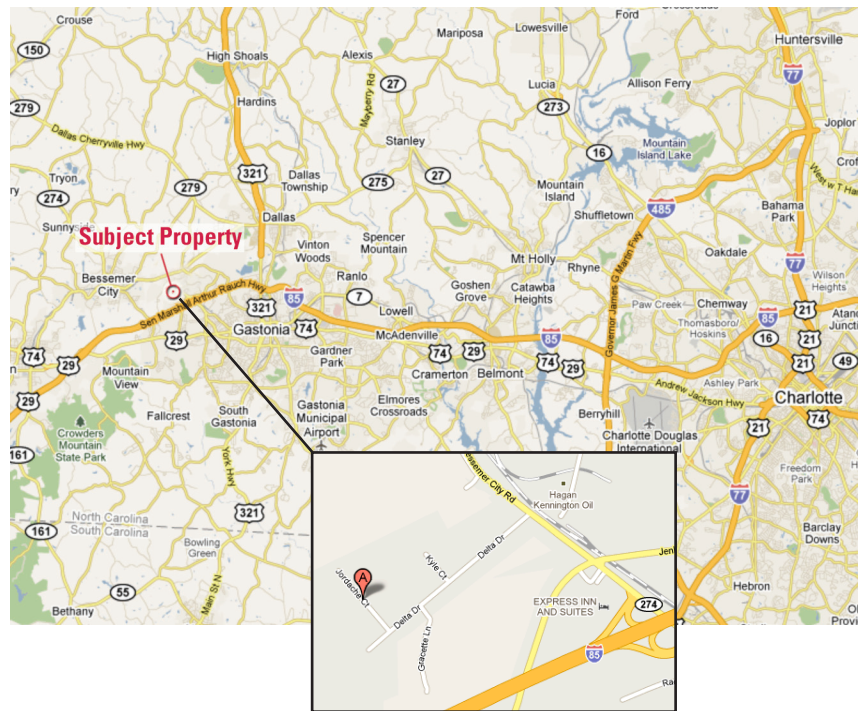 Crouse
Mariposa
Lowesville
Ford
Huntersville
150
High Shoals
Alexis
27
Lucia
Allison Ferry
77
279
Hardins
Mayberry Rd
273
Dallas Cherryville Hwy
Stanley
Joplor
16
Mountain
Island Lake
Tryon
279
321
Dallas
Township
275
27
Mountain
Island
274
Dallas
Shuffletown
485
Bahama
Park
Subject Property
Vinton
Woods
Spencer
Mountain
Mt Holly
Rhyne
Oakdale
77
Bessemer
City
Ranlo
Goshen
Grove
Catawba
Heights
Wilson
Heights
Sen Marshall Arthur Rauch Hwy
321
85
7
Lowell
Governor James G Martin Fwy
Paw Creek
Chemway
21
85
29
Gastonia
74
McAdenville
85
Thomasboro/
Hoskins
16
21
74
29
Gardner
Park
74
29
Cramerton
Belmont
74
29
21
49
Mountain
View
Andrew Jackson Hwy
Ashley Park
Charlotte
29
Fallcrest
South
Gastonia
Gastonia
Municipal
Airport
Elmores
Crossroads
Berryhill
74
21
Crowders
Mountain
State Park
Charlotte Douglas
International
161
York Hwy
Freedom
Park
77
321
North Carolina
South Carolina
161
Bowling
Green
Barclay
Downs
55
Main St N
Hebron
Bethany
Bessemer City Rd
Hagan
Kennington Oil
Delta Dr
Kyle Ct
A
Jordache Ct
Delta Dr
Gracette Ln
EXPRESS INN
AND SUITES
274
85